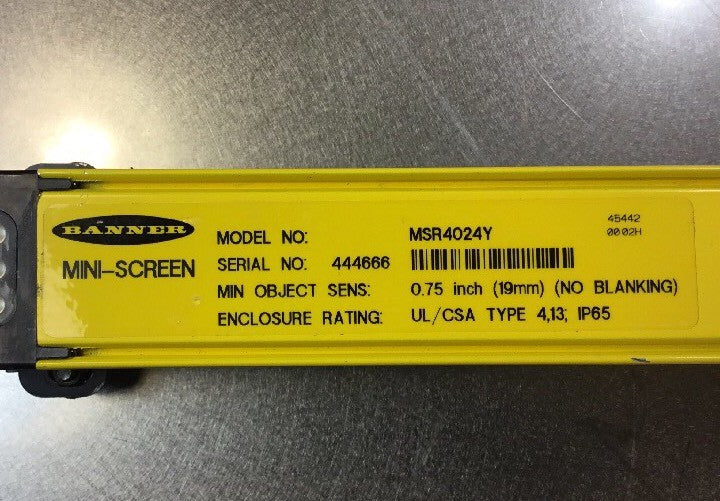 BANNER
MINI-SCREEN
MODEL NO: MSR4024Y
SERIAL NO: 444666
MIN OBJECT SENS: 0.75 inch (19mm) (NO BLANKING)
ENCLOSURE RATING: UL/CSA TYPE 4,13; IP65
45442
0002H